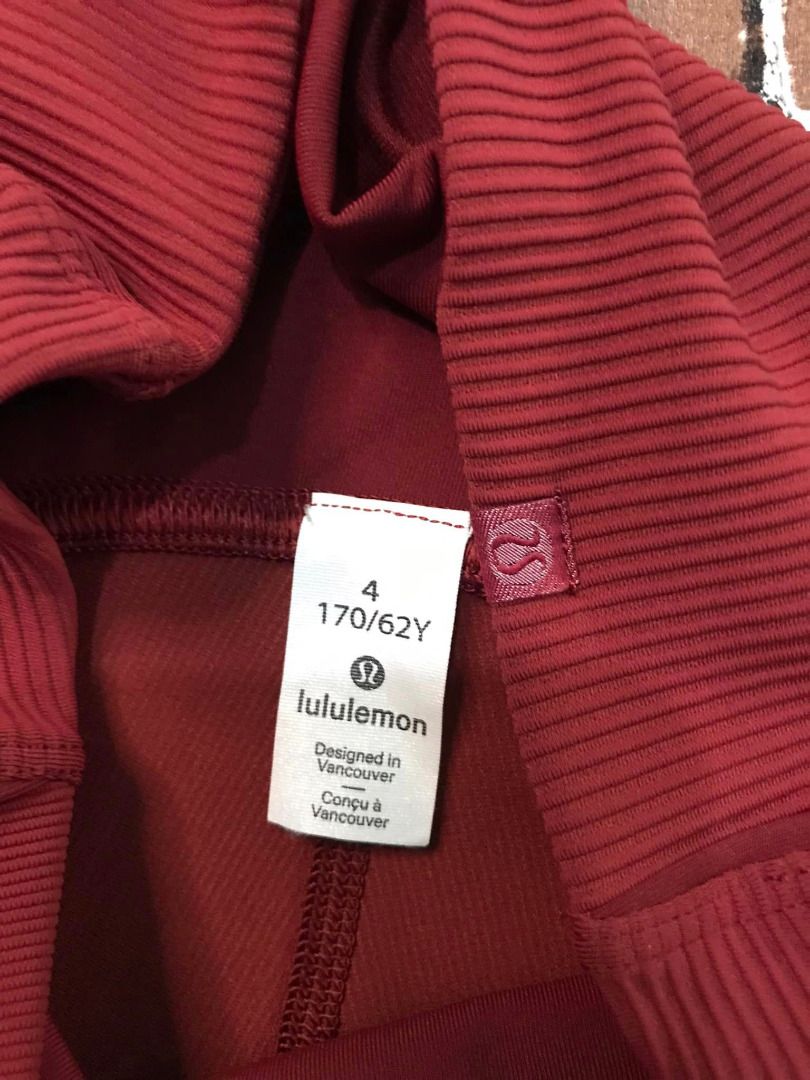 4
170/62Y
lululemon
Designed in
Vancouver
Conçu à
Vancouver